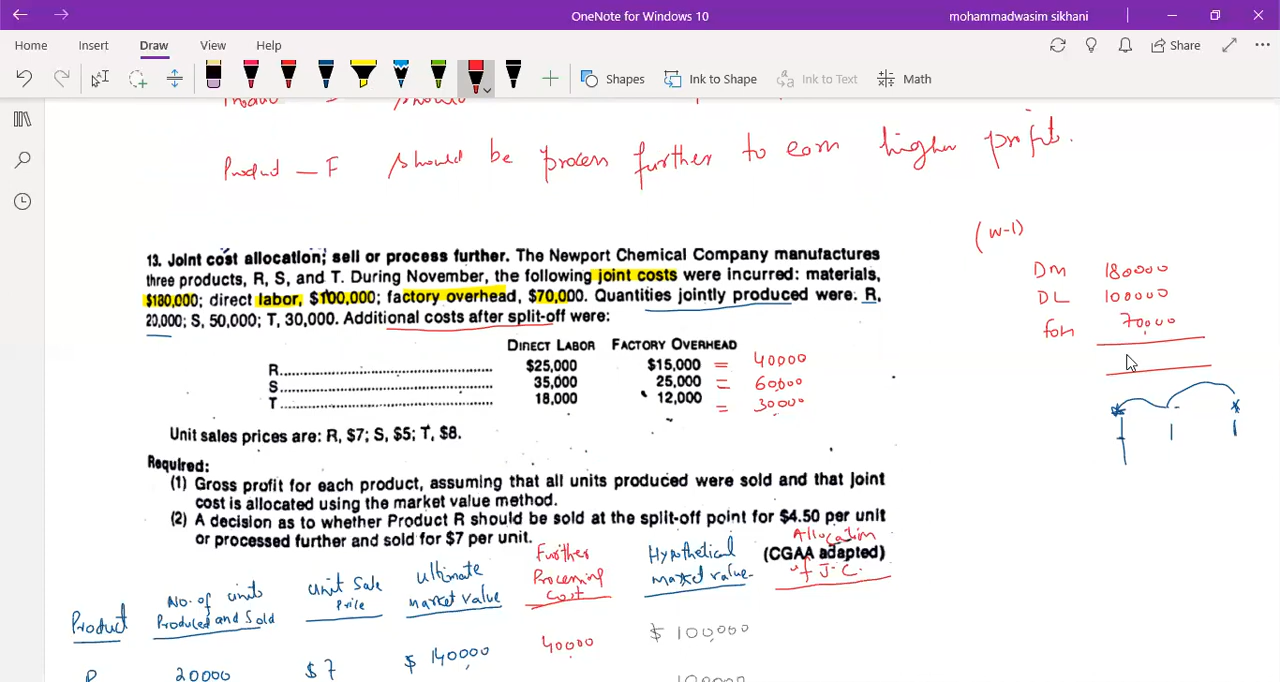 OneNote for Windows 10
mohammadwasim sikhani
Home Insert Draw View Help
Share
Shapes Ink to Shape Ink to Text Math
Product _ F should be process further to earn higher profit.
13. Joint cost allocation; sell or process further. The Newport Chemical Company manufactures
three products, R, S, and T. During November, the following joint costs were incurred: materials,
$180,000; direct labor, $100,000; factory overhead, $70,000. Quantities jointly produced were: R,
20,000; S, 50,000; T, 30,000. Additional costs after split-off were:
DIRECT LABOR FACTORY OVERHEAD
R................ $25,000 $15,000 = 40000
S................ 35,000 25,000 = 60000
T................ 18,000 12,000 = 30000
Unit sales prices are: R, $7; S, $5; T, $8.
Required:
(1) Gross profit for each product, assuming that all units produced were sold and that joint
cost is allocated using the market value method.
(2) A decision as to whether Product R should be sold at the split-off point for $4.50 per unit
or processed further and sold for $7 per unit.
(CGAA adapted)
(W-1)
DM 180000
DL 100000
foh 70,000
Product
No. of units
Produced and Sold
Unit Sale
Price
Ultimate
market value
Further
Processing
Cost
Hypothetical
market value
Allocation
of J.C.
R 20000 $7 $ 140000 40000 $ 100,000